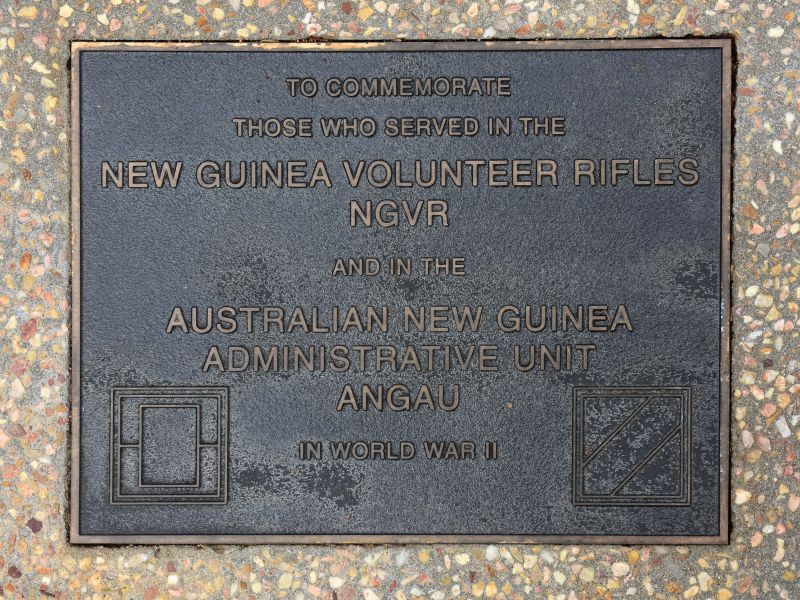 TO COMMEMORATE
THOSE WHO SERVED IN THE
NEW GUINEA VOLUNTEER RIFLES
NGVR
AND IN THE
AUSTRALIAN NEW GUINEA
ADMINISTRATIVE UNIT
ANGAU
IN WORLD WAR II